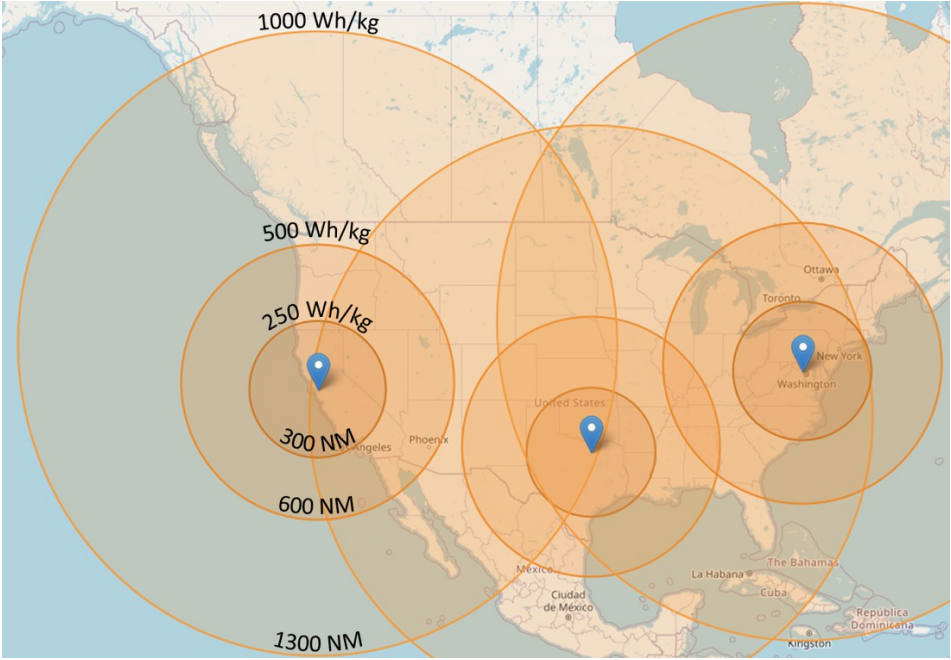 1000 Wh/kg
500 Wh/kg
Ottawa
Toronto
250 Wh/kg
New York
Washington
United States
300 NM
Angeles
Phoenix
600 NM
México
La Habana
The Bahamas
Cuba
Ciudad
de México
República
Dominicana
Kingston
1300 NM